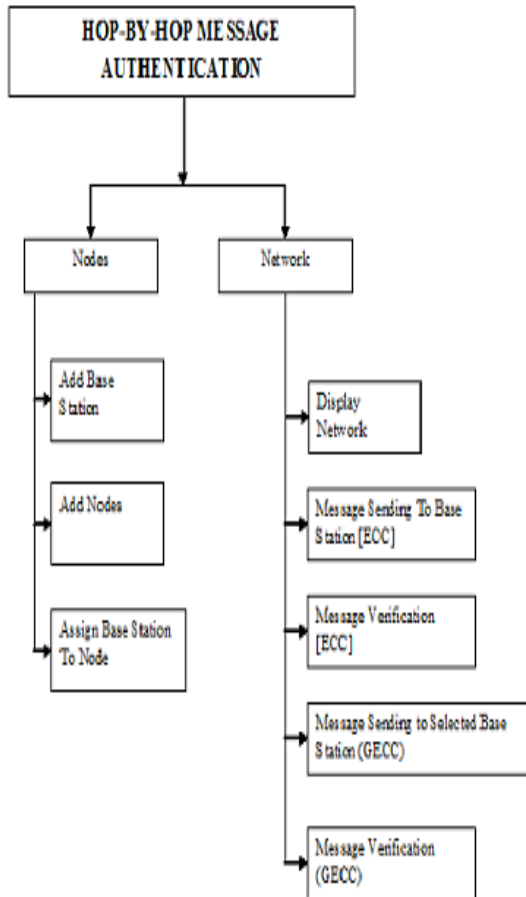 HOP-BY-HOP MESSAGE
AUTHENTICATION
Nodes
Network
Add Base
Station
Add Nodes
Assign Base Station
To Node
Display
Network
Message Sending To Base
Station [ECC]
Message Verification
[ECC]
Message Sending to Selected Base
Station (GECC)
Message Verification
(GECC)